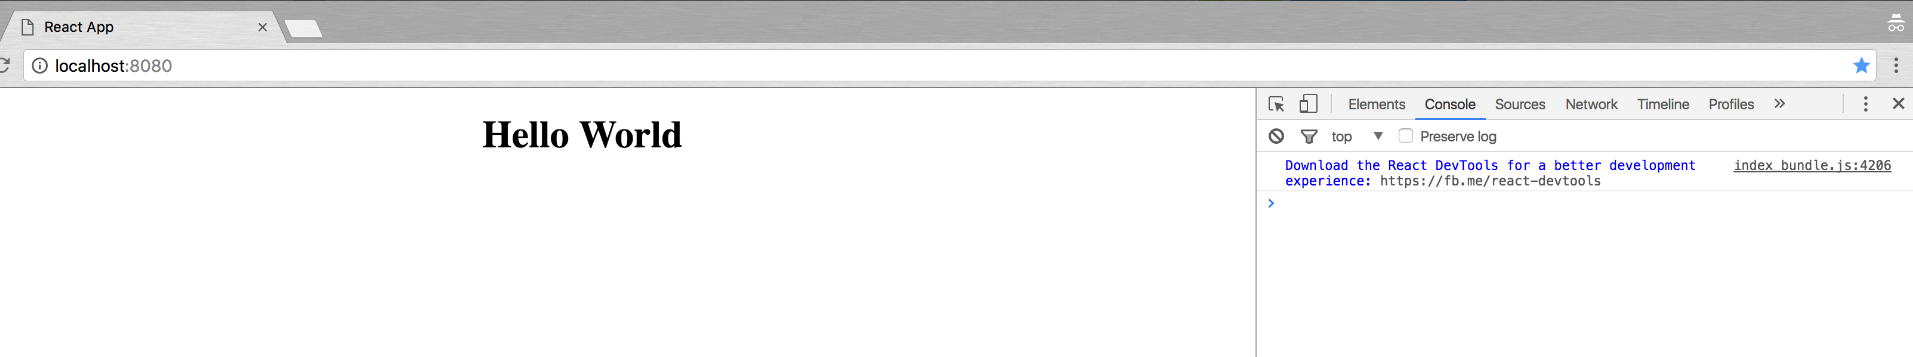 React App
localhost:8080
Hello World
Elements Console Sources Network Timeline Profiles
top Preserve log
Download the React DevTools for a better development index_bundle.js:4206
experience: https://fb.me/react-devtools